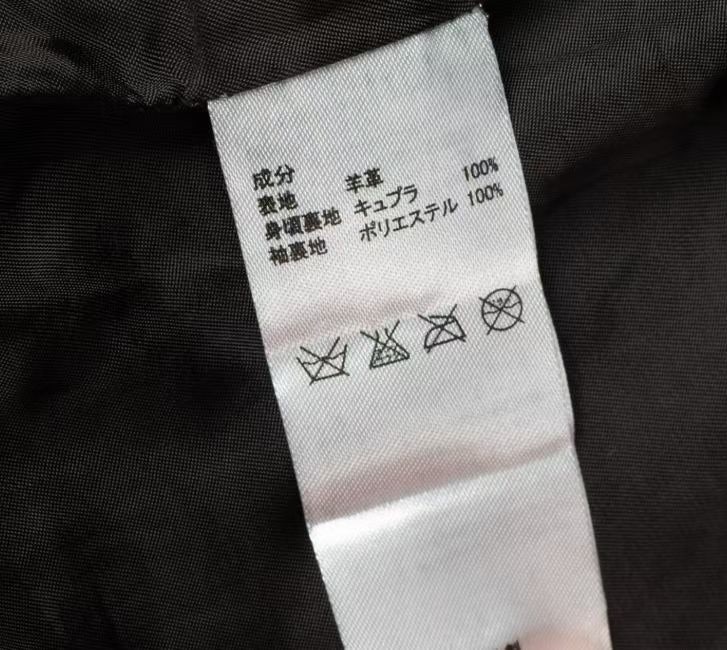 成分
表地 羊革
身頃裏地 キュプラ 100%
袖裏地 ポリエステル 100%